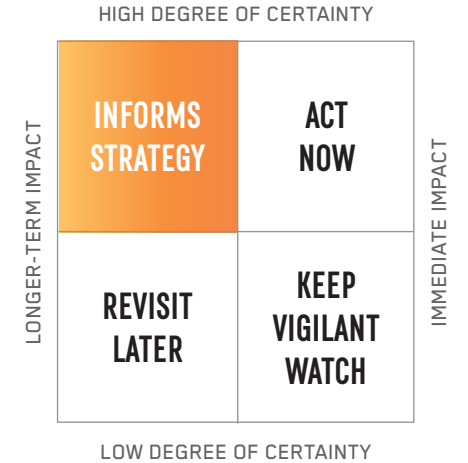 HIGH DEGREE OF CERTAINTY
LONGER-TERM IMPACT
INFORMS
STRATEGY
ACT
NOW
IMMEDIATE IMPACT
REVISIT
LATER
KEEP
VIGILANT
WATCH
LOW DEGREE OF CERTAINTY